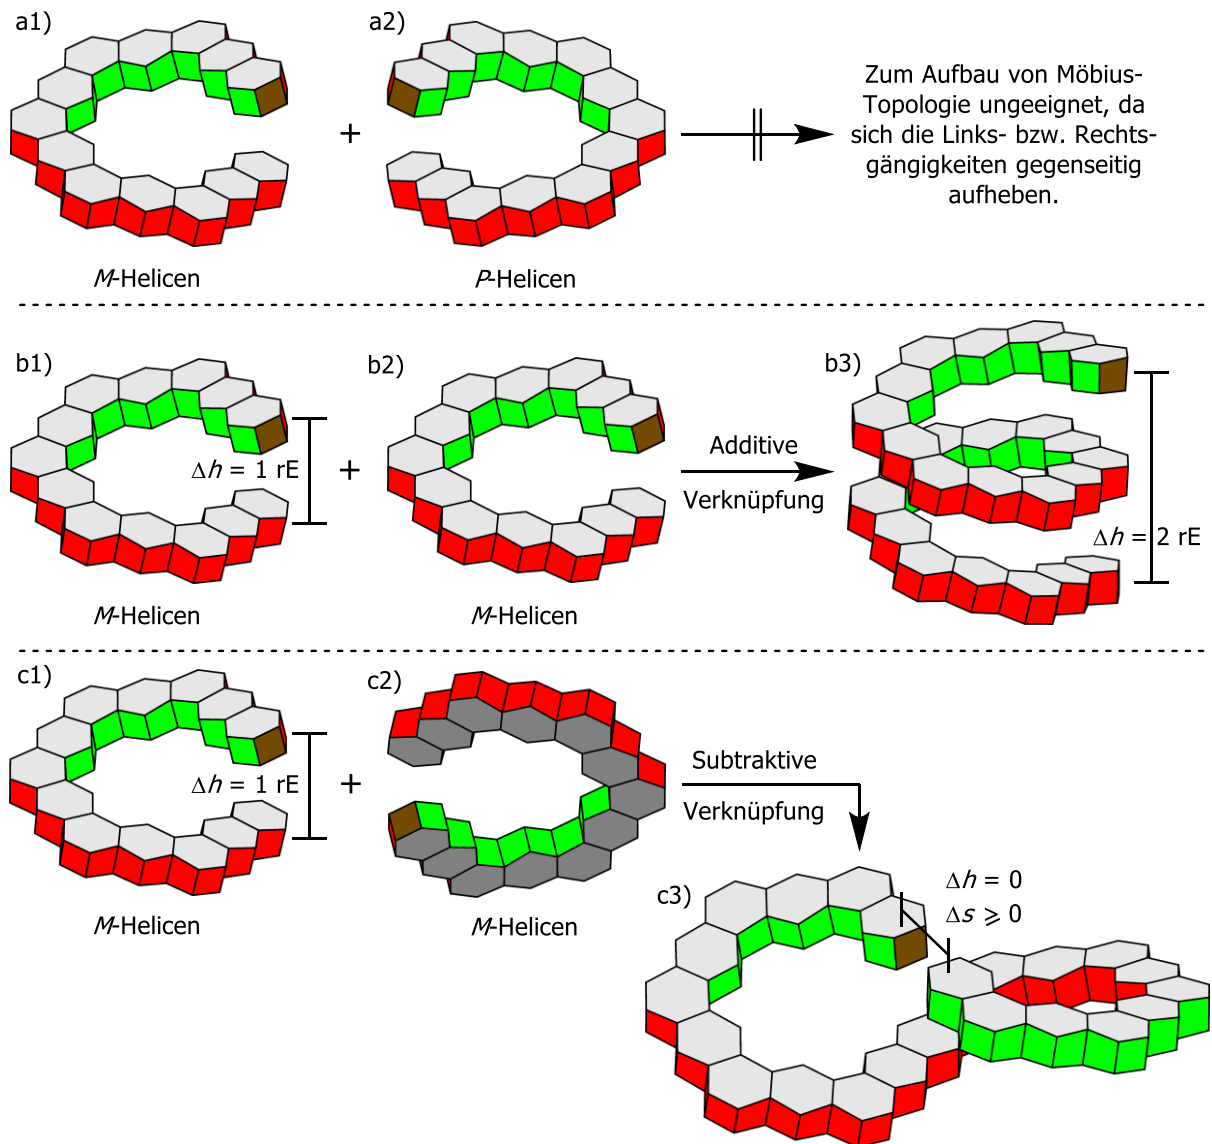 a1)
a2)
+
Zum Aufbau von Möbius-
Topologie ungeeignet, da
sich die Links- bzw. Rechts-
gängigkeiten gegenseitig
aufheben.
M-Helicen
P-Helicen
b1)
b2)
b3)
Δh = 1 rE
+
Additive
Verknüpfung
Δh = 2 rE
M-Helicen
M-Helicen
c1)
c2)
Δh = 1 rE
+
Subtraktive
Verknüpfung
M-Helicen
M-Helicen
c3)
Δh = 0
Δs ⩾ 0